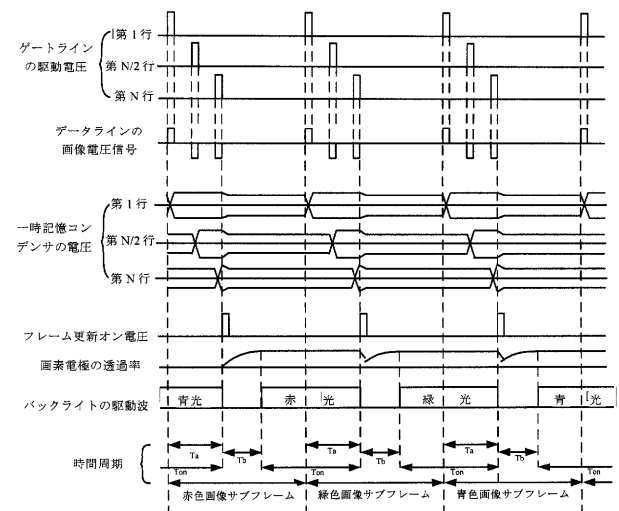 第1行
ゲートライン
の駆動電圧
第 N/2 行
第 N 行
データラインの
画像電圧信号
第1行
一時記憶コン
デンサの電圧
第 N/2 行
第 N 行
フレーム更新オン電圧
画素電極の透過率
バックライトの駆動波
青光 赤 光 緑 光 青 光
時間周期
Ta Ta Ta
Tb Tb Tb
Ton Ton Ton Ton
赤色画像サブフレーム 緑色画像サブフレーム 青色画像サブフレーム